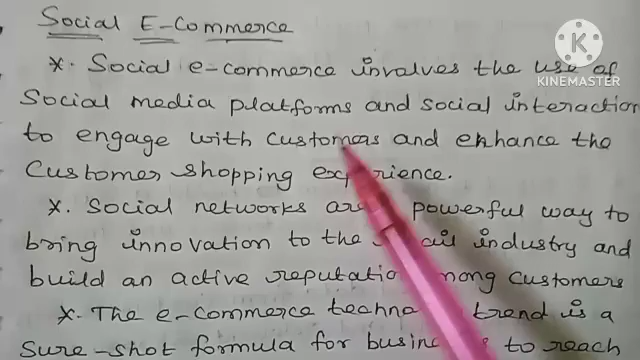 Social E-Commerce
*. Social e-commerce involves the use of
Social media platforms and social interaction
to engage with customers and enhance the
Customer shopping experience.
*. Social networks are powerful way to
bring innovation to the industry and
build an active reputation among customers
*. The e-commerce trend is a
Sure-shot formula for to reach
K
KINEMASTER